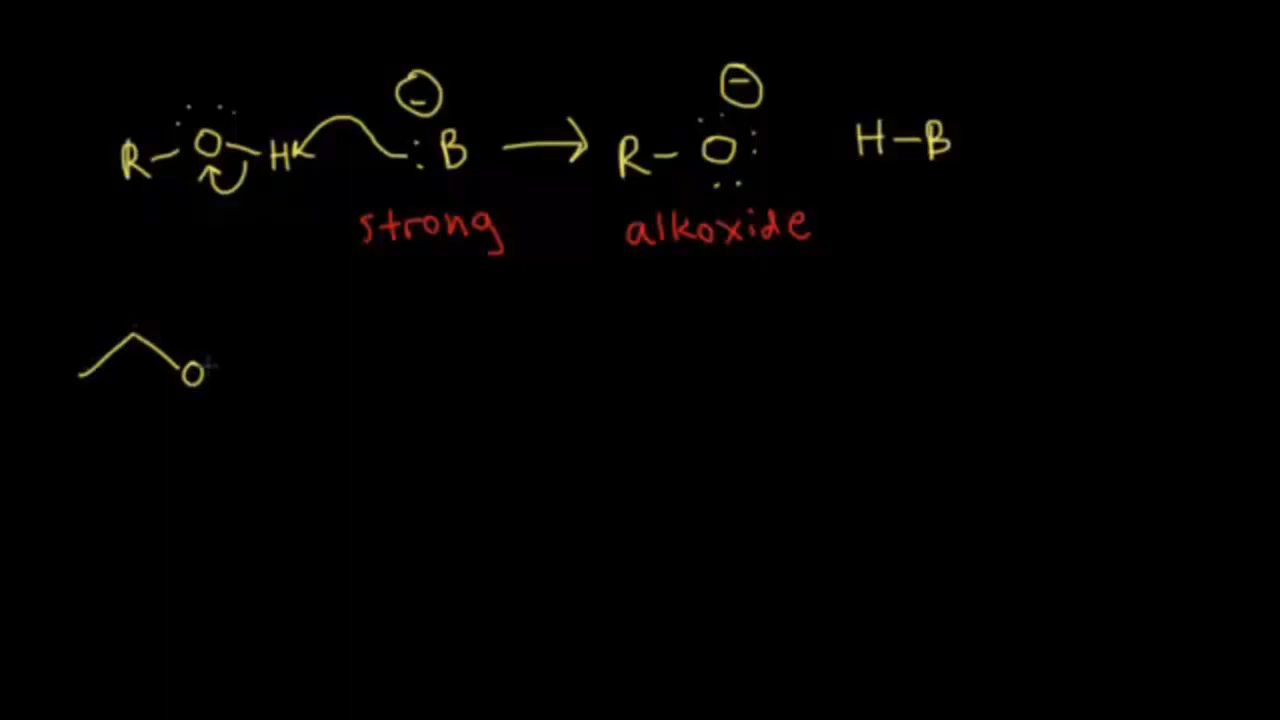 R-O-H :B⊖ → R-O⊖ H-B
strong alkoxide
O